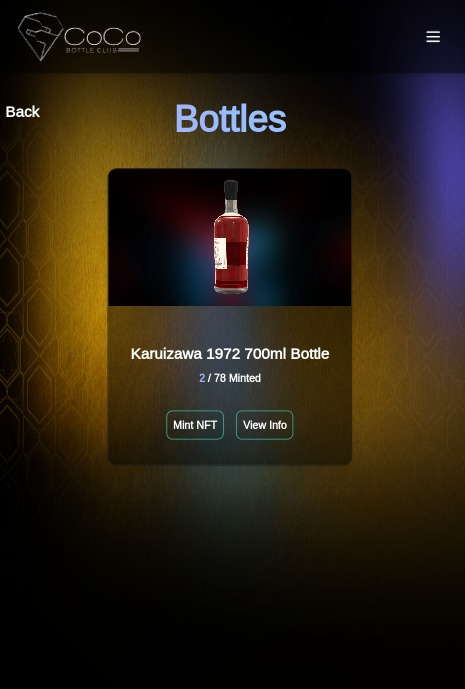 CoCo
BOTTLE CLUB
Back
Bottles
Karuizawa 1972 700ml Bottle
2 / 78 Minted
Mint NFT
View Info